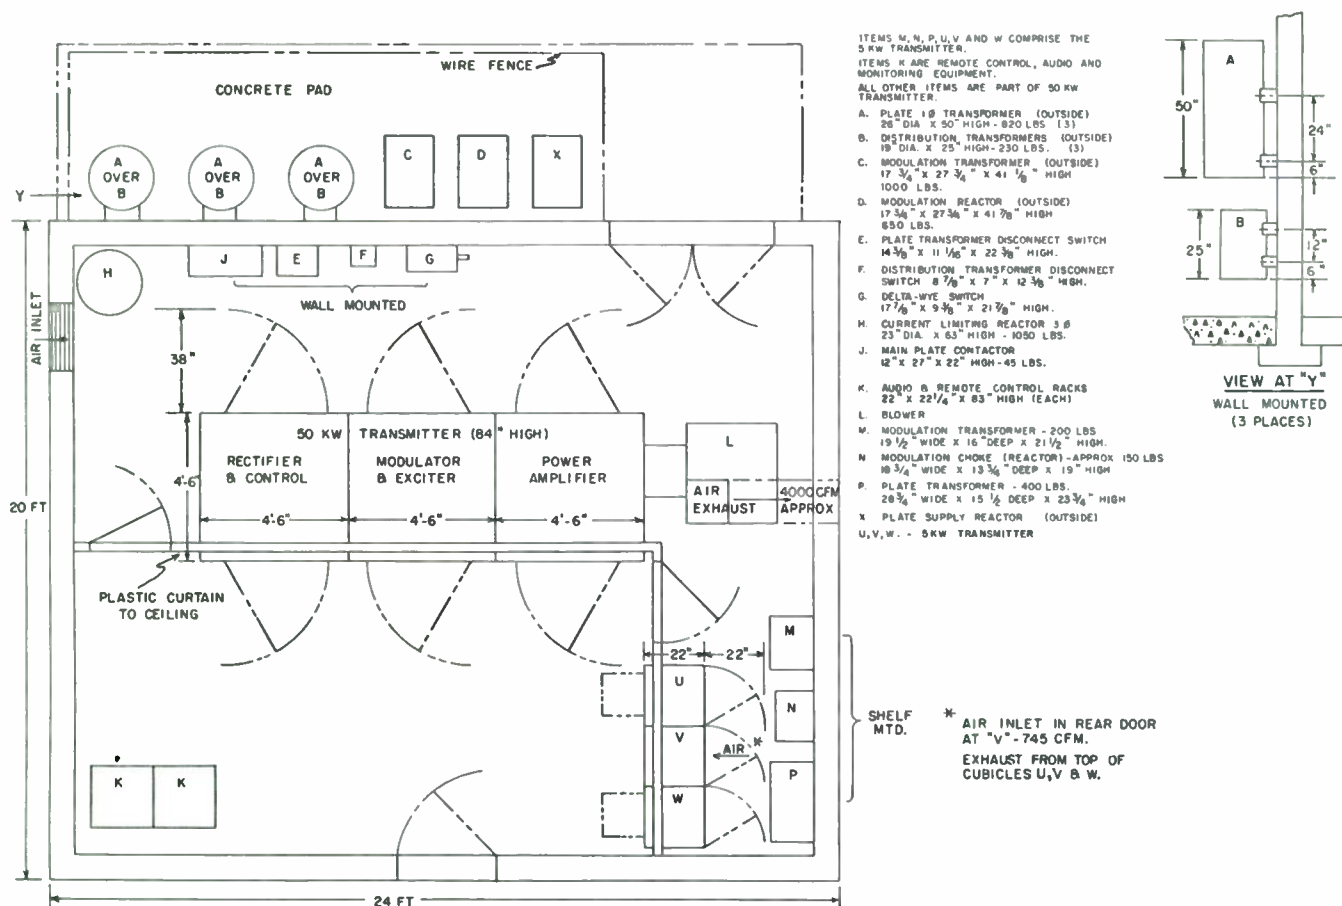 WIRE FENCE
CONCRETE PAD
A
OVER
B
A
OVER
B
A
OVER
B
C
D
X
Y
H
J
E
F
G
WALL MOUNTED
AIR INLET
38"
50 KW TRANSMITTER (84" HIGH)
RECTIFIER
& CONTROL
MODULATOR
& EXCITER
POWER
AMPLIFIER
4'-6"
4'-6"
4'-6"
4'-6"
L
AIR
EXHAUST
4000 CFM
APPROX
20 FT
PLASTIC CURTAIN
TO CEILING
22"
22"
U
V
W
AIR
*
M
N
P
K
K
24 FT
SHELF
MTD.
* AIR INLET IN REAR DOOR
AT "V" - 745 CFM.
EXHAUST FROM TOP OF
CUBICLES U,V & W.
ITEMS M, N, P, U, V AND W COMPRISE THE
5 KW TRANSMITTER.
ITEMS K ARE REMOTE CONTROL, AUDIO AND
MONITORING EQUIPMENT.
ALL OTHER ITEMS ARE PART OF 50 KW
TRANSMITTER.
A. PLATE 1Ø TRANSFORMER (OUTSIDE)
26" DIA X 50" HIGH - 820 LBS (3)
B. DISTRIBUTION TRANSFORMERS (OUTSIDE)
19" DIA. X 25" HIGH - 230 LBS. (3)
C. MODULATION TRANSFORMER (OUTSIDE)
17 3/4" X 27 3/4" X 41 1/8" HIGH
1000 LBS.
D. MODULATION REACTOR (OUTSIDE)
17 3/4" X 27 3/4" X 41 7/8" HIGH
650 LBS.
E. PLATE TRANSFORMER DISCONNECT SWITCH
14 3/8" X 11 1/16" X 22 3/8" HIGH.
F. DISTRIBUTION TRANSFORMER DISCONNECT
SWITCH 8 7/8" X 7" X 12 3/8" HIGH.
G. DELTA-WYE SWITCH
17 7/8" X 9 3/8" X 21 7/8" HIGH.
H. CURRENT LIMITING REACTOR 3 Ø
23" DIA. X 63" HIGH - 1050 LBS.
J. MAIN PLATE CONTACTOR
12" X 27" X 22" HIGH - 45 LBS.
K. AUDIO & REMOTE CONTROL RACKS
22" X 22 1/4" X 83" HIGH (EACH)
L. BLOWER
M. MODULATION TRANSFORMER - 200 LBS
19 1/2" WIDE X 16" DEEP X 21 1/2" HIGH.
N MODULATION CHOKE (REACTOR) - APPROX 150 LBS
18 3/4" WIDE X 13 3/4" DEEP X 19" HIGH
P. PLATE TRANSFORMER - 400 LBS.
28 3/4" WIDE X 15 1/2 DEEP X 23 3/4" HIGH
X PLATE SUPPLY REACTOR (OUTSIDE)
U, V, W. - 5 KW TRANSMITTER
A
50"
24"
6"
B
25"
12"
6"
VIEW AT "Y"
WALL MOUNTED
(3 PLACES)